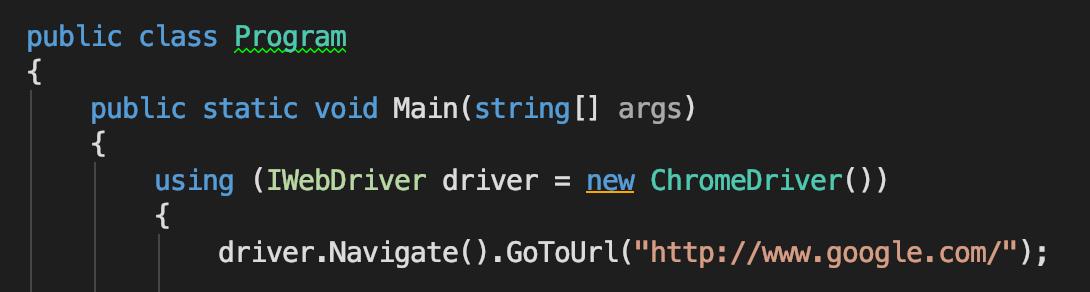 public class Program
{
public static void Main(string[] args)
{
using (IWebDriver driver = new ChromeDriver())
{
driver.Navigate().GoToUrl("http://www.google.com/");